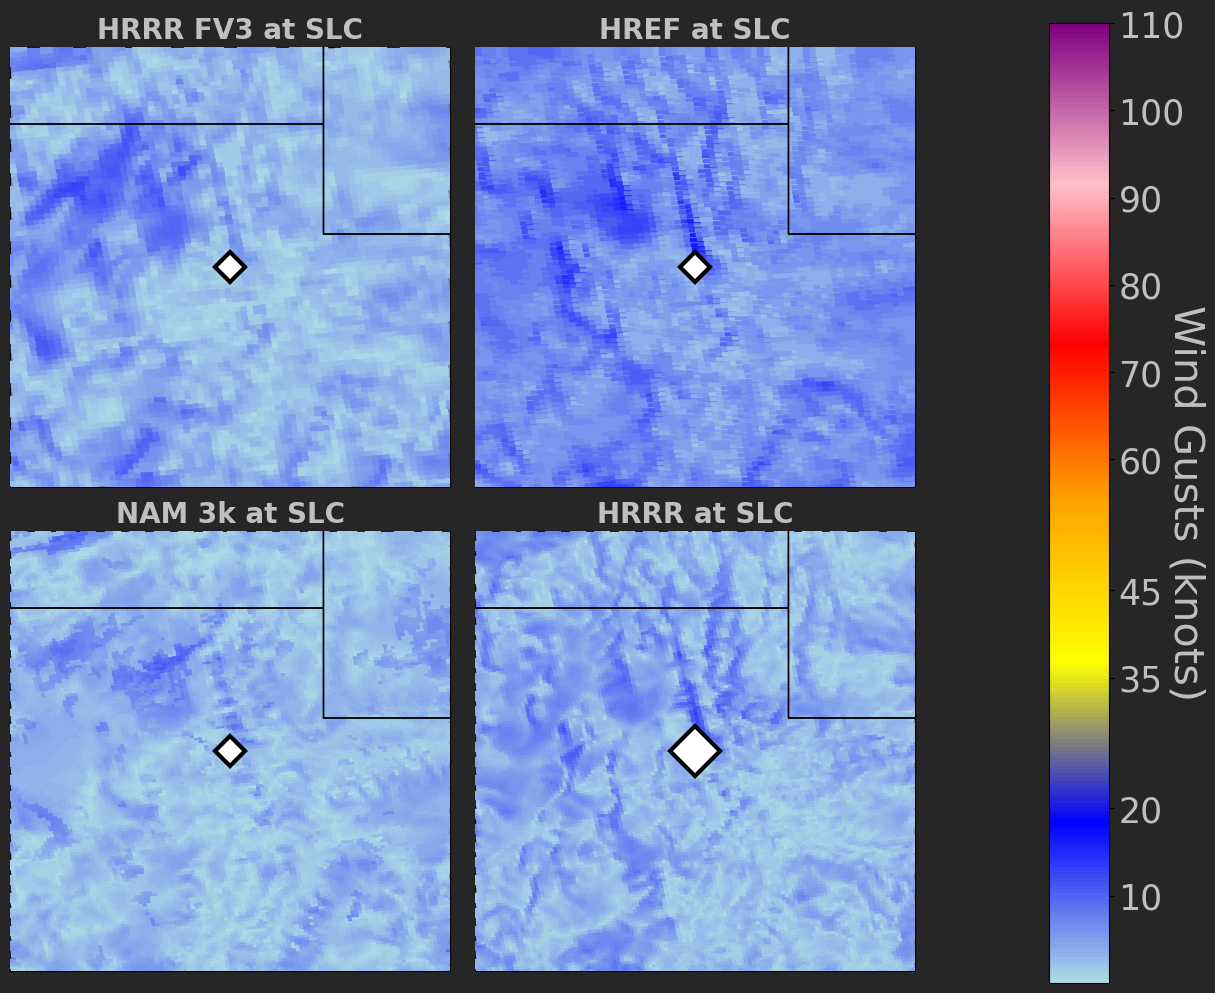 HRRR FV3 at SLC
HREF at SLC
NAM 3k at SLC
HRRR at SLC
110
100
90
80
70
60
45
35
20
10
Wind Gusts (knots)